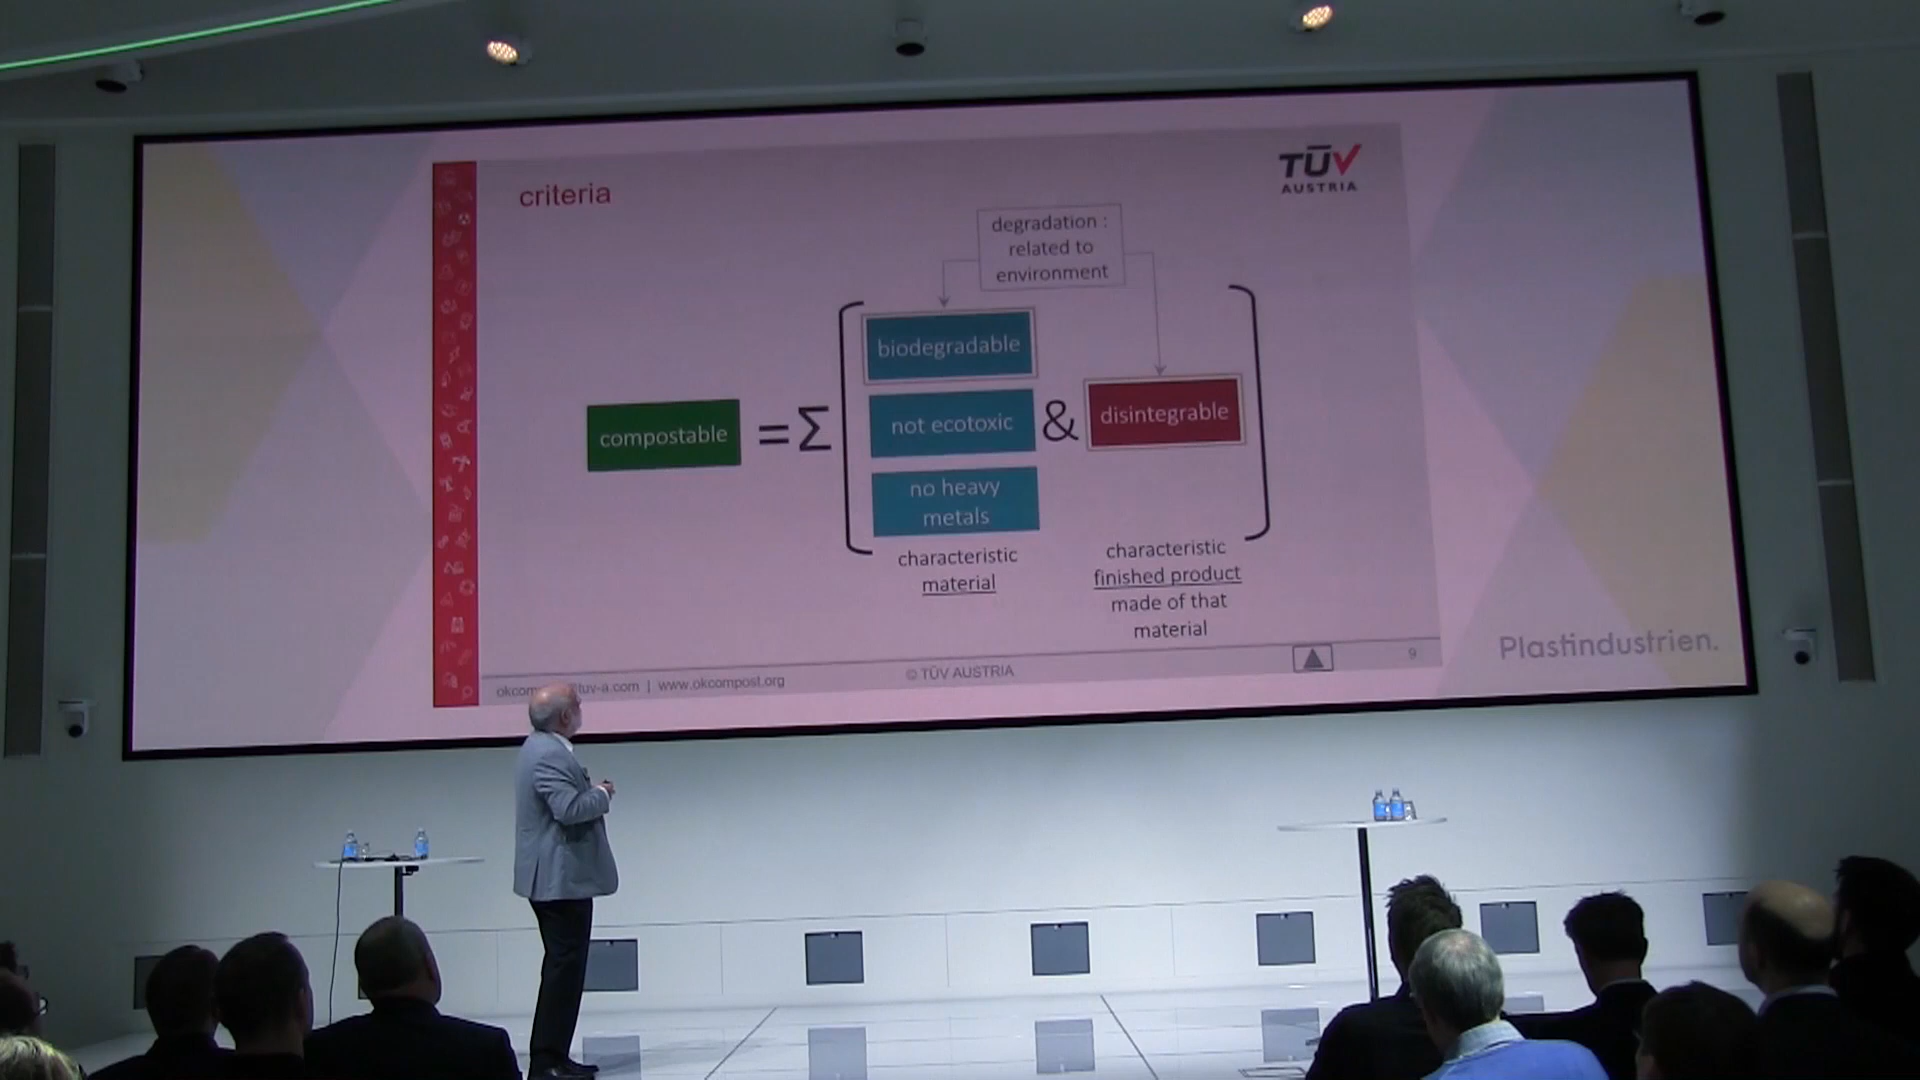 criteria
TÜV
AUSTRIA
degradation :
related to
environment
biodegradable
compostable
=Σ
not ecotoxic
&
disintegrable
no heavy
metals
characteristic
material
characteristic
finished product
made of that
material
Plastindustrien.
tuv-a.com | www.okcompost.org
© TÜV AUSTRIA
9